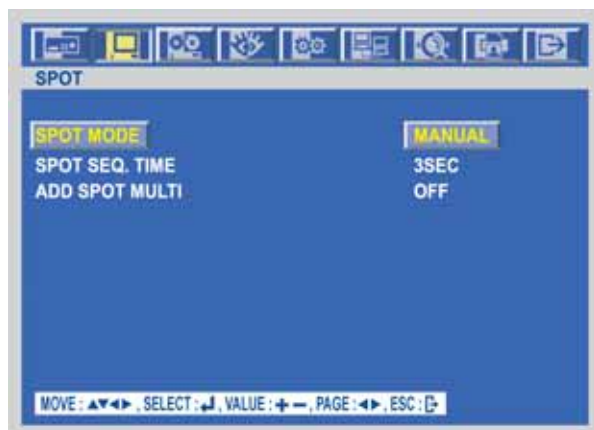 SPOT
SPOT MODE MANUAL
SPOT SEQ. TIME 3SEC
ADD SPOT MULTI OFF
MOVE : ▲▼◀▶ , SELECT : ↲ , VALUE : + − , PAGE : ◀▶ , ESC :